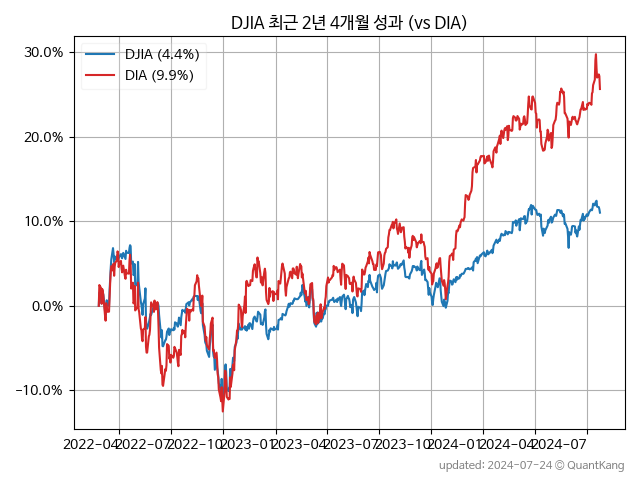 DJIA 최근 2년 4개월 성과 (vs DIA)
DJIA (4.4%)
DIA (9.9%)
30.0%
20.0%
10.0%
0.0%
−10.0%
2022-04 2022-07 2022-10 2023-01 2023-04 2023-07 2023-10 2024-01 2024-04 2024-07
updated: 2024-07-24 © QuantKang